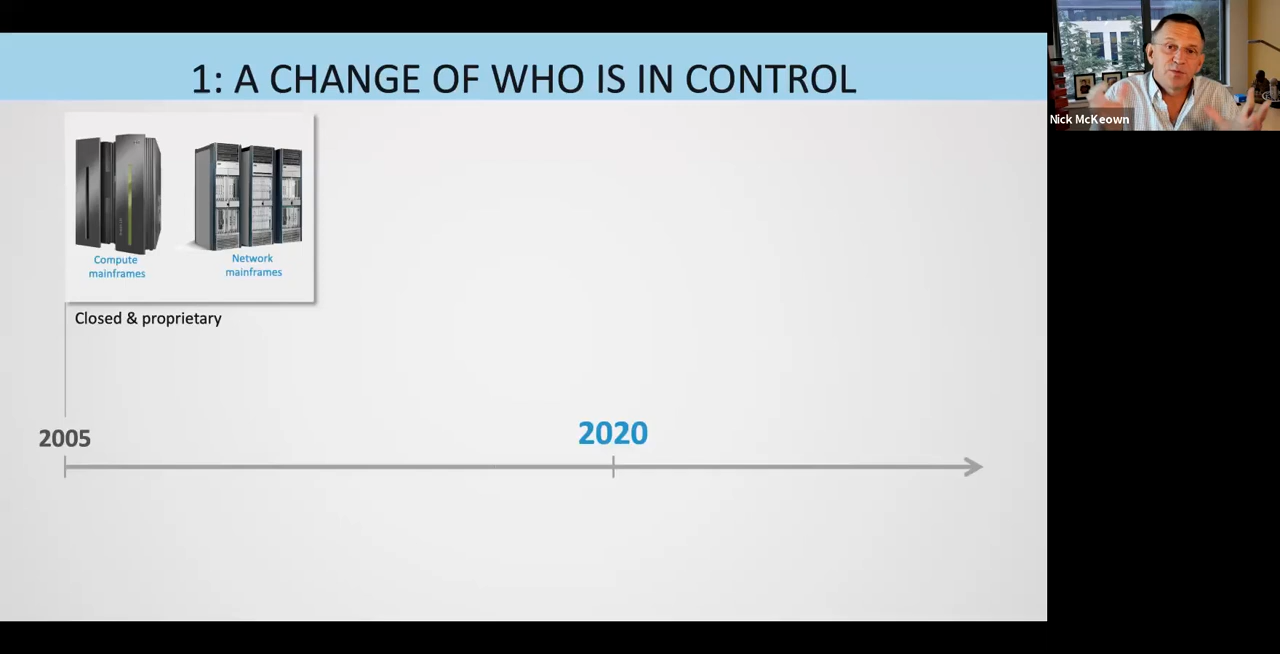 1: A CHANGE OF WHO IS IN CONTROL
Nick McKeown
Compute
mainframes
Network
mainframes
Closed & proprietary
2005
2020